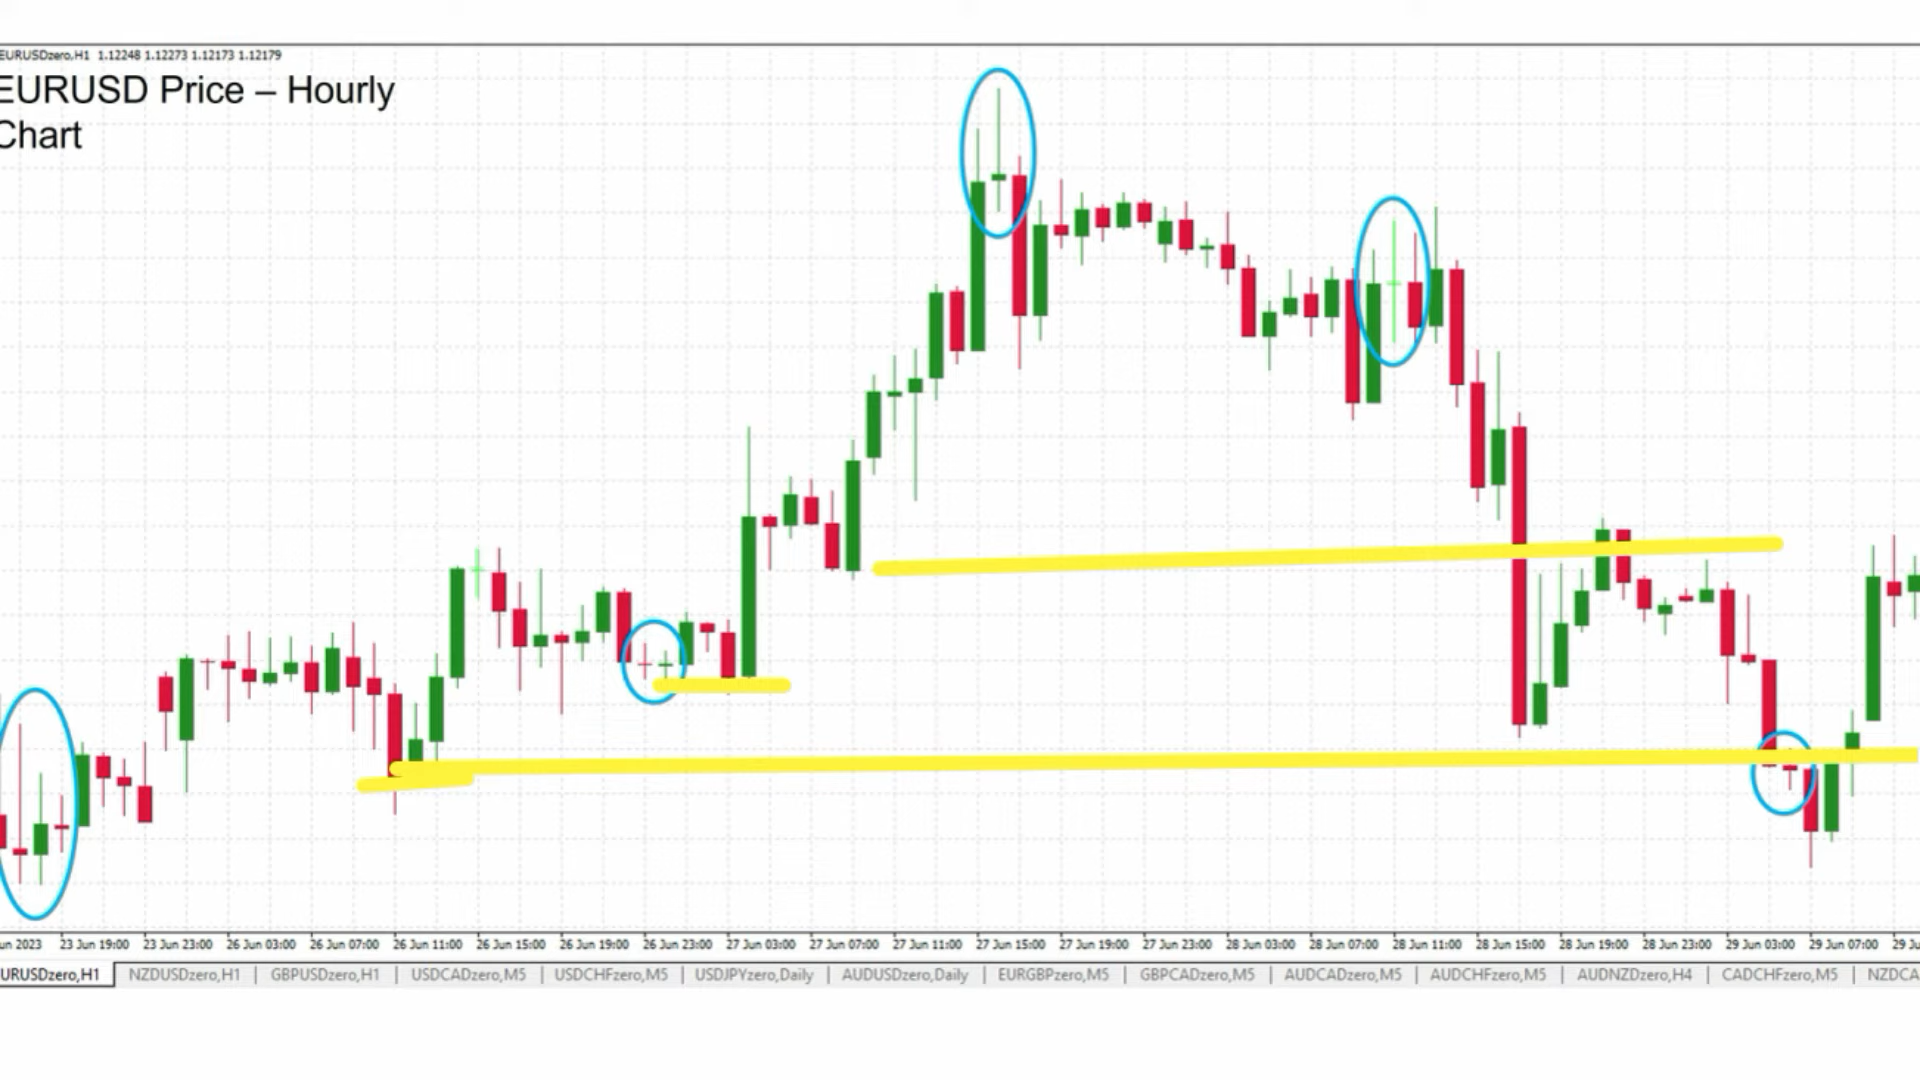 EURUSDzero,H1 1.12248 1.12273 1.12173 1.12179
EURUSD Price – Hourly
Chart
un 2023 23 Jun 19:00 23 Jun 23:00 26 Jun 03:00 26 Jun 07:00 26 Jun 11:00 26 Jun 15:00 26 Jun 19:00 26 Jun 23:00 27 Jun 03:00 27 Jun 07:00 27 Jun 11:00 27 Jun 15:00 27 Jun 19:00 27 Jun 23:00 28 Jun 03:00 28 Jun 07:00 28 Jun 11:00 28 Jun 15:00 28 Jun 19:00 28 Jun 23:00 29 Jun 03:00 29 Jun 07:00 29 Ju
URUSDzero,H1 NZDUSDzero,H1 | GBPUSDzero,H1 | USDCADzero,M5 | USDCHFzero,M5 | USDJPYzero,Daily | AUDUSDzero,Daily | EURGBPzero,M5 | GBPCADzero,M5 | AUDCADzero,M5 | AUDCHFzero,M5 | AUDNZDzero,H4 | CADCHFzero,M5 | NZDCA